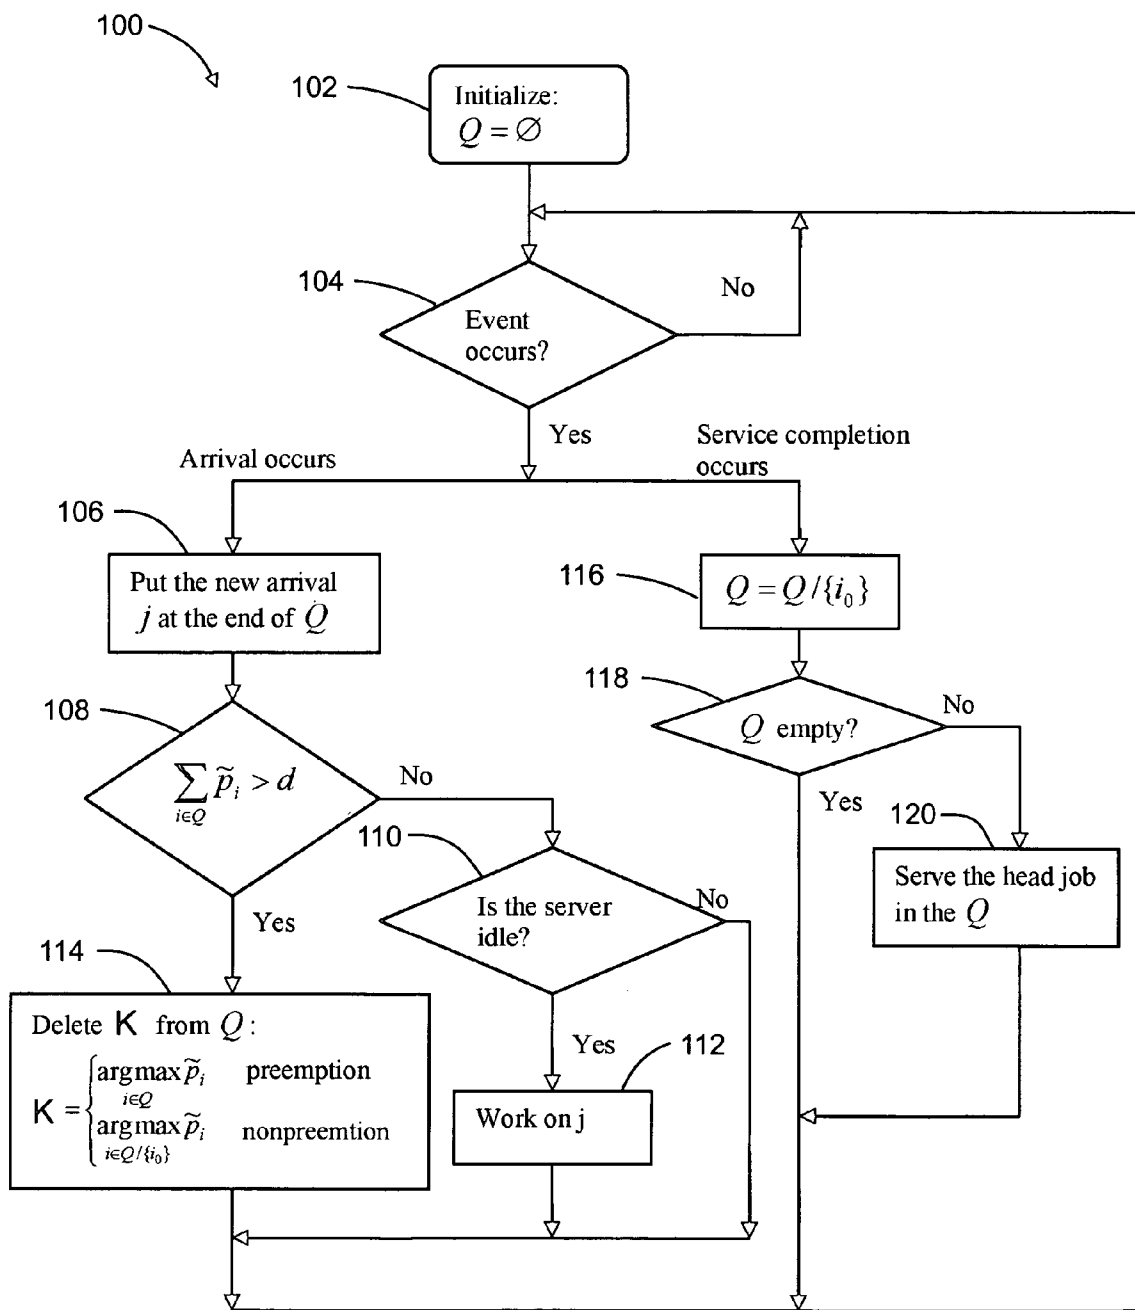 100
102
Initialize:
Q = ∅
104
Event
occurs?
No
Yes
Arrival occurs
Service completion
occurs
106
Put the new arrival
j at the end of Q
116
Q = Q / {i₀}
108
∑ p̃ᵢ > d
i∈Q
No
118
Q empty?
No
Yes
110
Is the server
idle?
No
120
Serve the head job
in the Q
Yes
114
Delete K from Q :
K = { argmax p̃ᵢ preemption
i∈Q
argmax p̃ᵢ nonpreemtion
i∈Q/{i₀}
Yes
112
Work on j